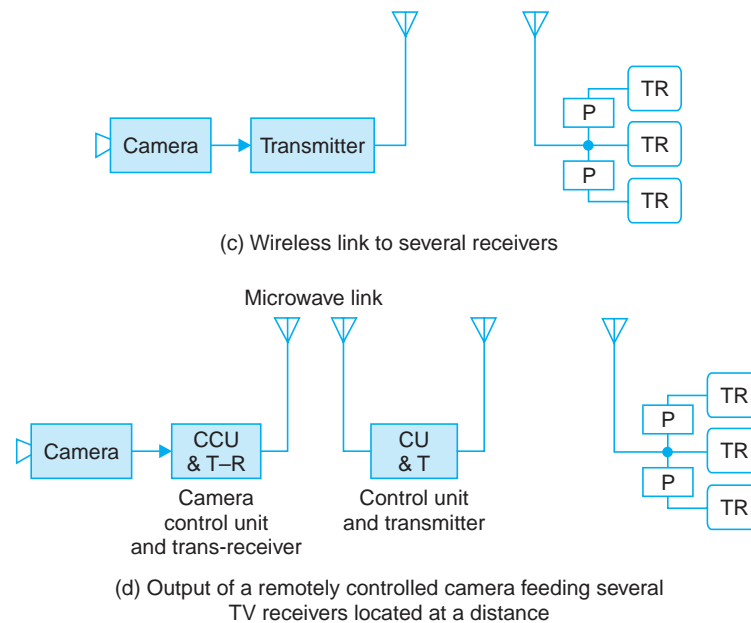 TR
P
Camera
Transmitter
TR
P
TR
(c) Wireless link to several receivers
Microwave link
TR
P
Camera
CCU
& T–R
CU
& T
TR
P
TR
Camera
control unit
and trans-receiver
Control unit
and transmitter
(d) Output of a remotely controlled camera feeding several
TV receivers located at a distance